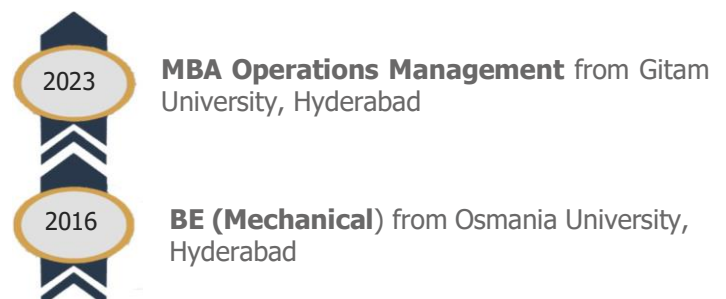 2023
MBA Operations Management from Gitam
University, Hyderabad
2016
BE (Mechanical) from Osmania University,
Hyderabad